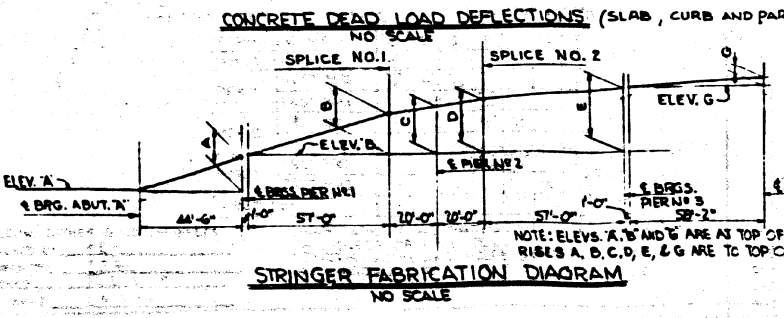 CONCRETE DEAD LOAD DEFLECTIONS (SLAB, CURB AND PAR
NO SCALE
SPLICE NO.1
SPLICE NO. 2
G
A
B
C
D
E
ELEV. G
ELEV. B
℄ PIER Nº 2
ELEV. "A"
℄ BRG. ABUT. "A"
℄ BRGS. PIER Nº 1
℄ BRGS.
PIER Nº 3
44'-6"
1'-0"
57'-0"
20'-0"
20'-0"
57'-0"
1'-0"
58'-2"
NOTE: ELEVS. "A", "B" AND "G" ARE AT TOP OF
RISES A, B, C, D, E, & G ARE TO TOP O
STRINGER FABRICATION DIAGRAM
NO SCALE